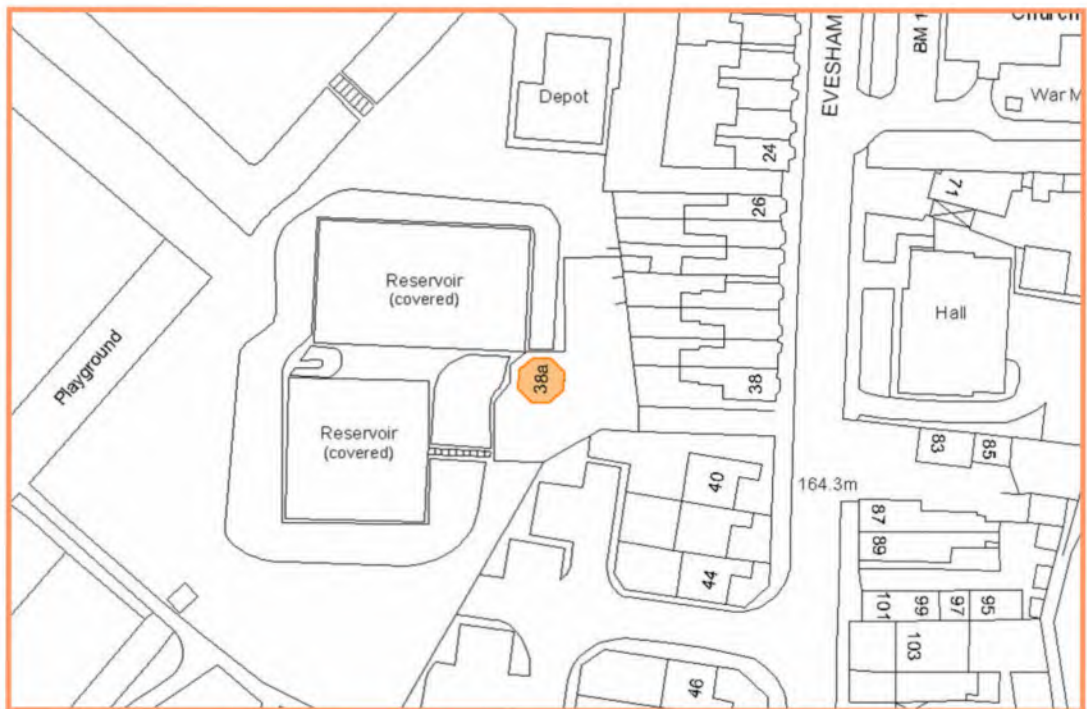 Church
EVESHAM
BM 1
War M
Depot
24
71
26
Reservoir
(covered)
Hall
Playground
38a
38
Reservoir
(covered)
83
85
40
164.3m
87
89
44
101
99
97
95
103
46